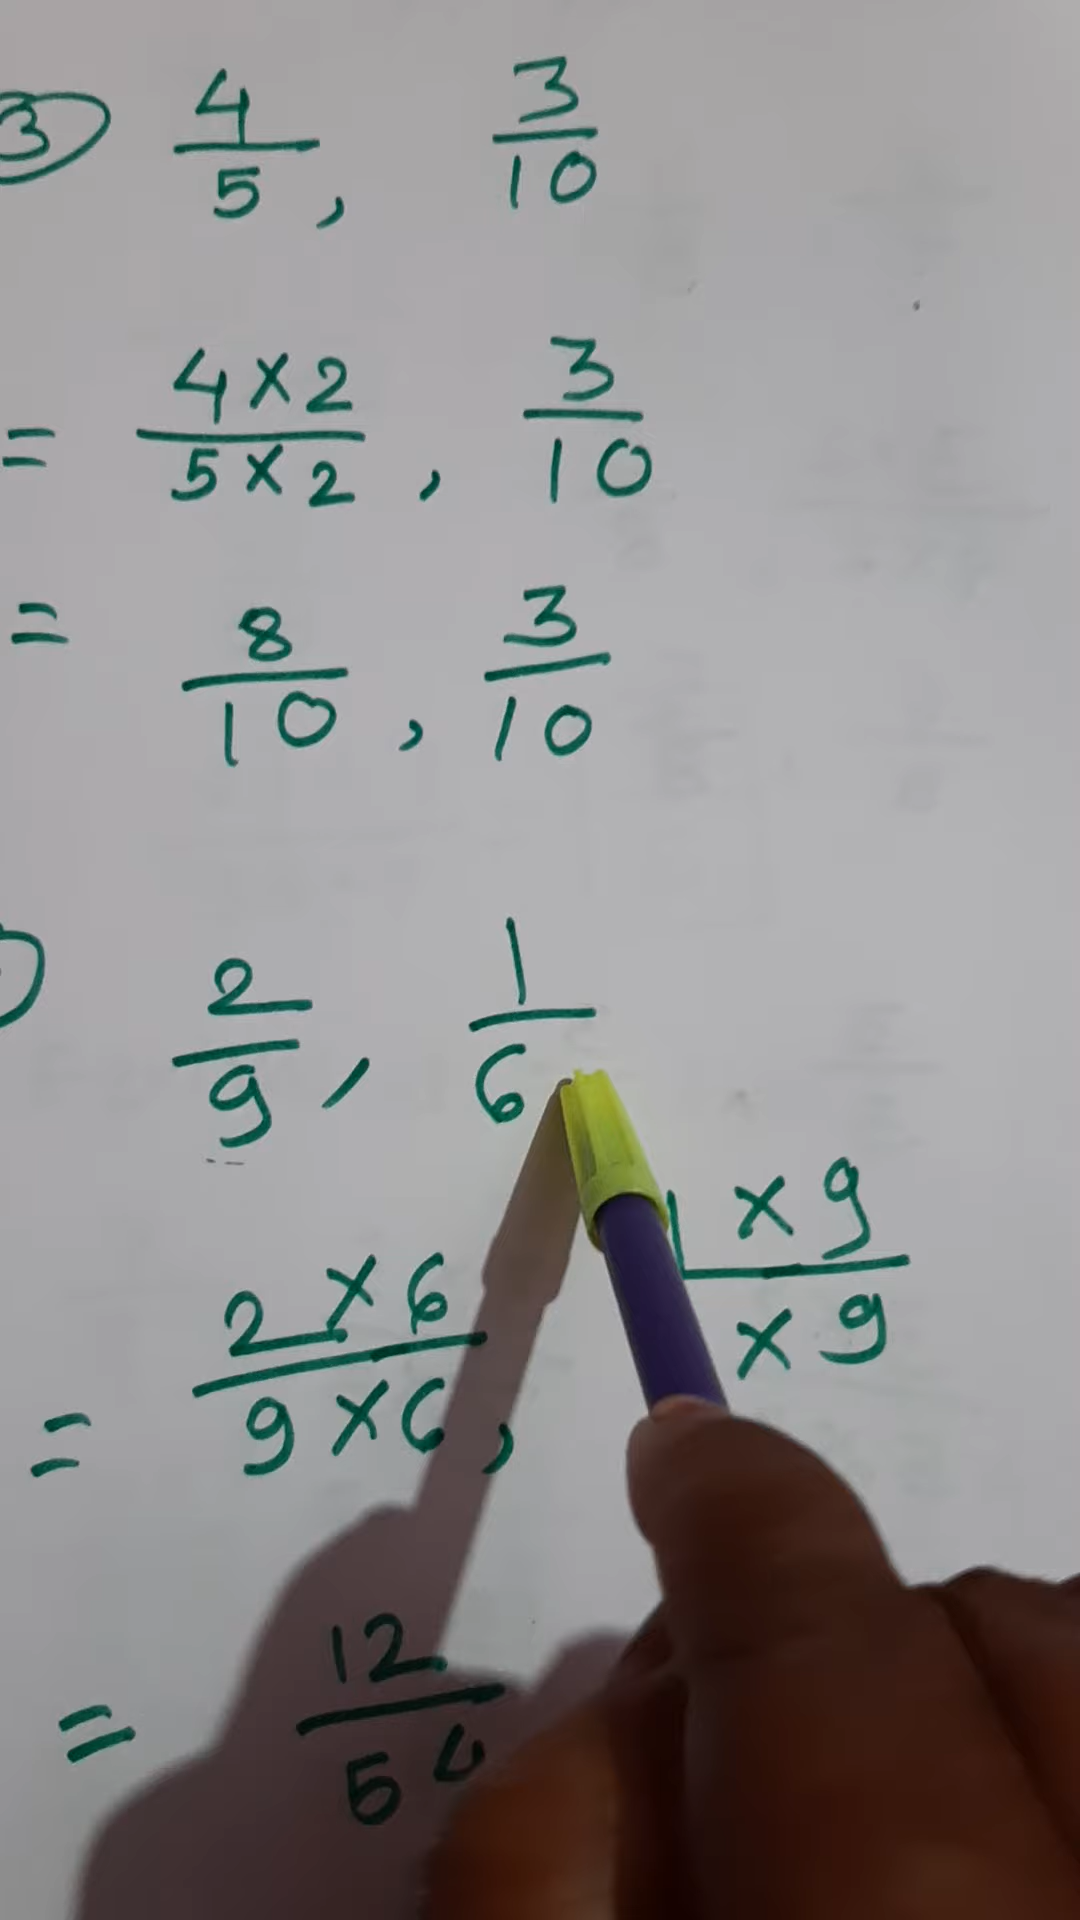 3 4/5, 3/10
= 4×2/5×2, 3/10
= 8/10, 3/10
2/9, 1/6
= 2×6/9×6, 1×9/×9
= 12/54